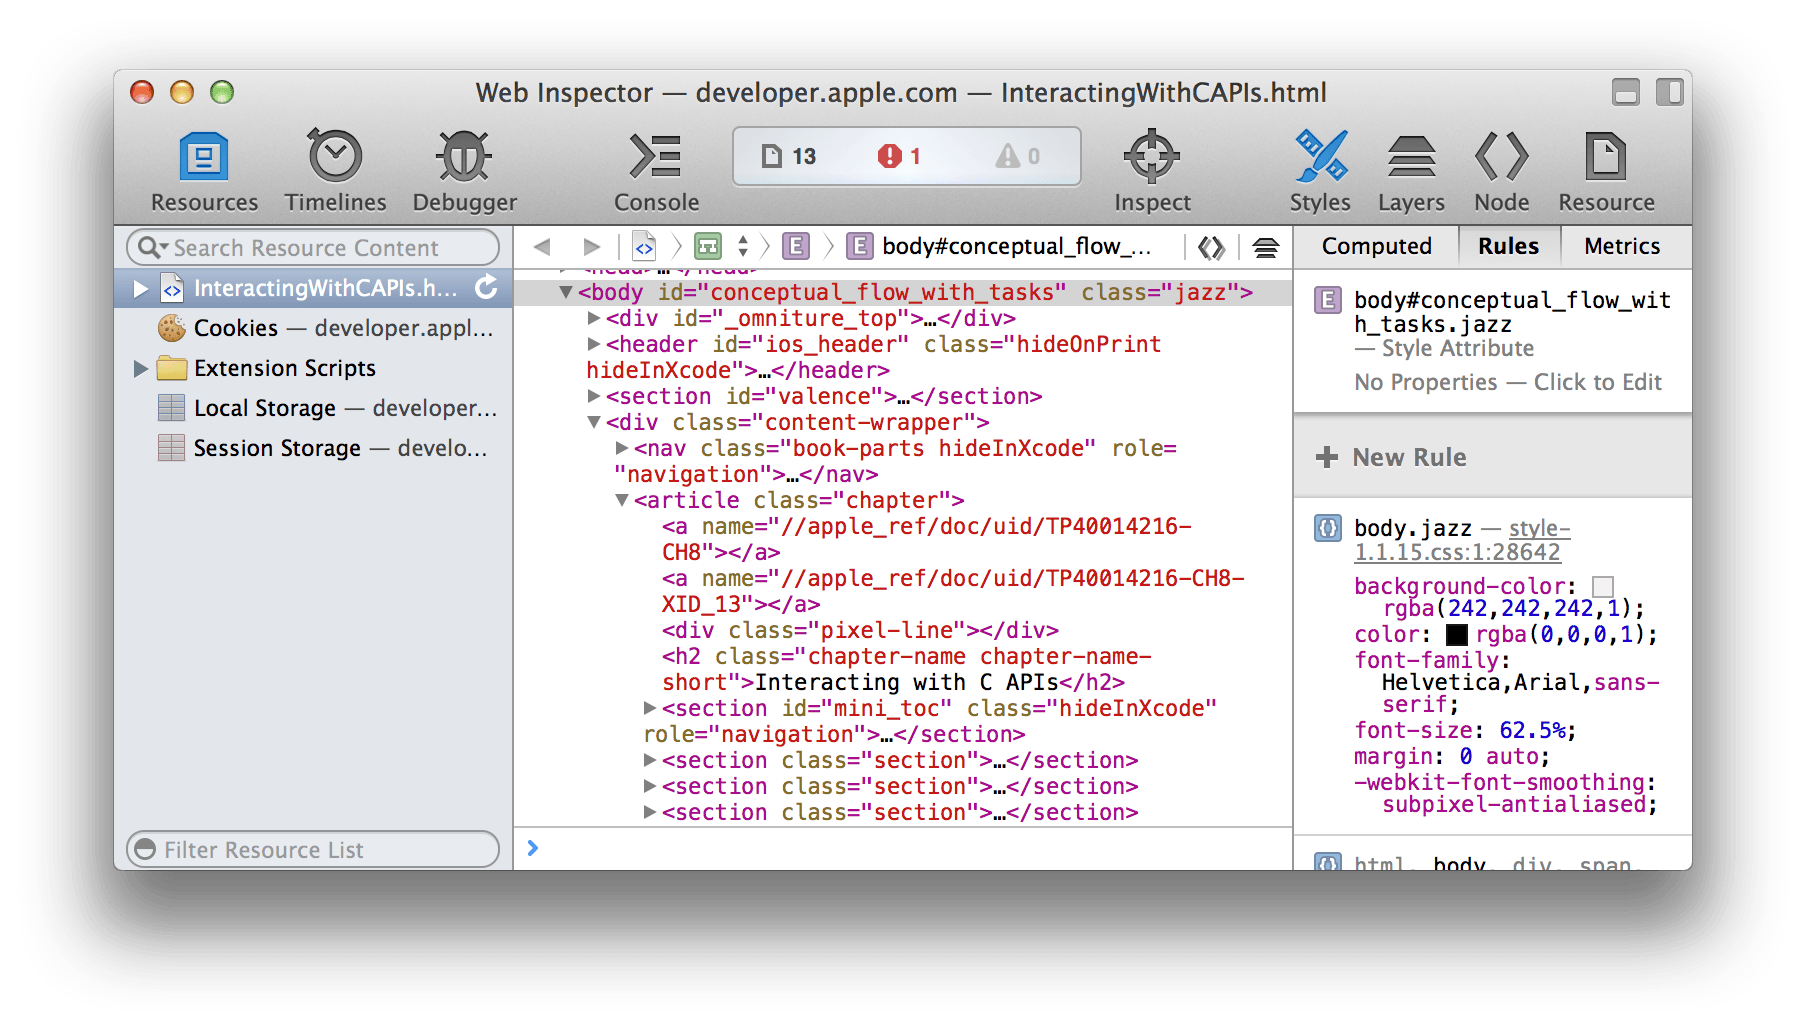 Web Inspector — developer.apple.com — InteractingWithCAPIs.html
Resources Timelines Debugger Console 13 1 0 Inspect Styles Layers Node Resource
Search Resource Content
InteractingWithCAPIs.h...
Cookies — developer.appl...
Extension Scripts
Local Storage — developer...
Session Storage — develo...
Filter Resource List
E E body#conceptual_flow_...
<head>…</head>
<body id="conceptual_flow_with_tasks" class="jazz">
<div id="_omniture_top">…</div>
<header id="ios_header" class="hideOnPrint
hideInXcode">…</header>
<section id="valence">…</section>
<div class="content-wrapper">
<nav class="book-parts hideInXcode" role=
"navigation">…</nav>
<article class="chapter">
<a name="//apple_ref/doc/uid/TP40014216-
CH8"></a>
<a name="//apple_ref/doc/uid/TP40014216-CH8-
XID_13"></a>
<div class="pixel-line"></div>
<h2 class="chapter-name chapter-name-
short">Interacting with C APIs</h2>
<section id="mini_toc" class="hideInXcode"
role="navigation">…</section>
<section class="section">…</section>
<section class="section">…</section>
<section class="section">…</section>
Computed Rules Metrics
E body#conceptual_flow_wit
h_tasks.jazz
— Style Attribute
No Properties — Click to Edit
+ New Rule
{} body.jazz — style-
1.1.15.css:1:28642
background-color:
rgba(242,242,242,1);
color: rgba(0,0,0,1);
font-family:
Helvetica,Arial,sans-
serif;
font-size: 62.5%;
margin: 0 auto;
-webkit-font-smoothing:
subpixel-antialiased;
{} html, body, div, span,